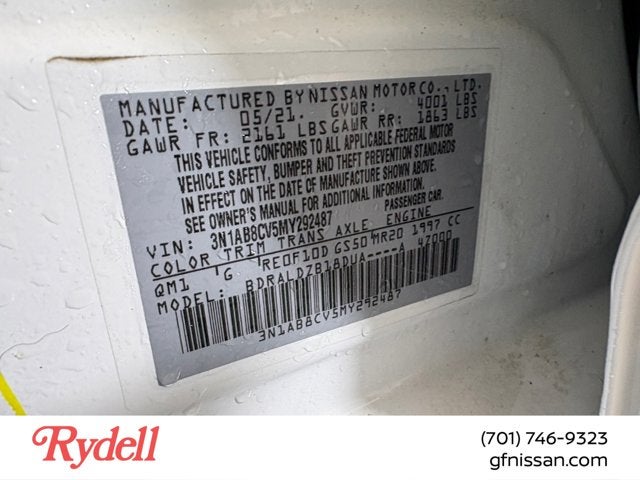 MANUFACTURED BY NISSAN MOTOR CO., LTD.
DATE: 05/21. GVWR: 4001 LBS
GAWR FR: 2161 LBS GAWR RR: 1863 LBS
THIS VEHICLE CONFORMS TO ALL APPLICABLE FEDERAL MOTOR
VEHICLE SAFETY, BUMPER AND THEFT PREVENTION STANDARDS
IN EFFECT ON THE DATE OF MANUFACTURE SHOWN ABOVE.
SEE OWNER'S MANUAL FOR ADDITIONAL INFORMATION.
VIN: 3N1AB8CV5MY292487 PASSENGER CAR.
COLOR TRIM TRANS AXLE ENGINE
QM1 'G 'RE0F10D GS50 MR20 1997 CC
MODEL: BDRALDZB18DUA----A 47000
3N1AB8CV5MY292487
Rydell
(701) 746-9323
gfnissan.com